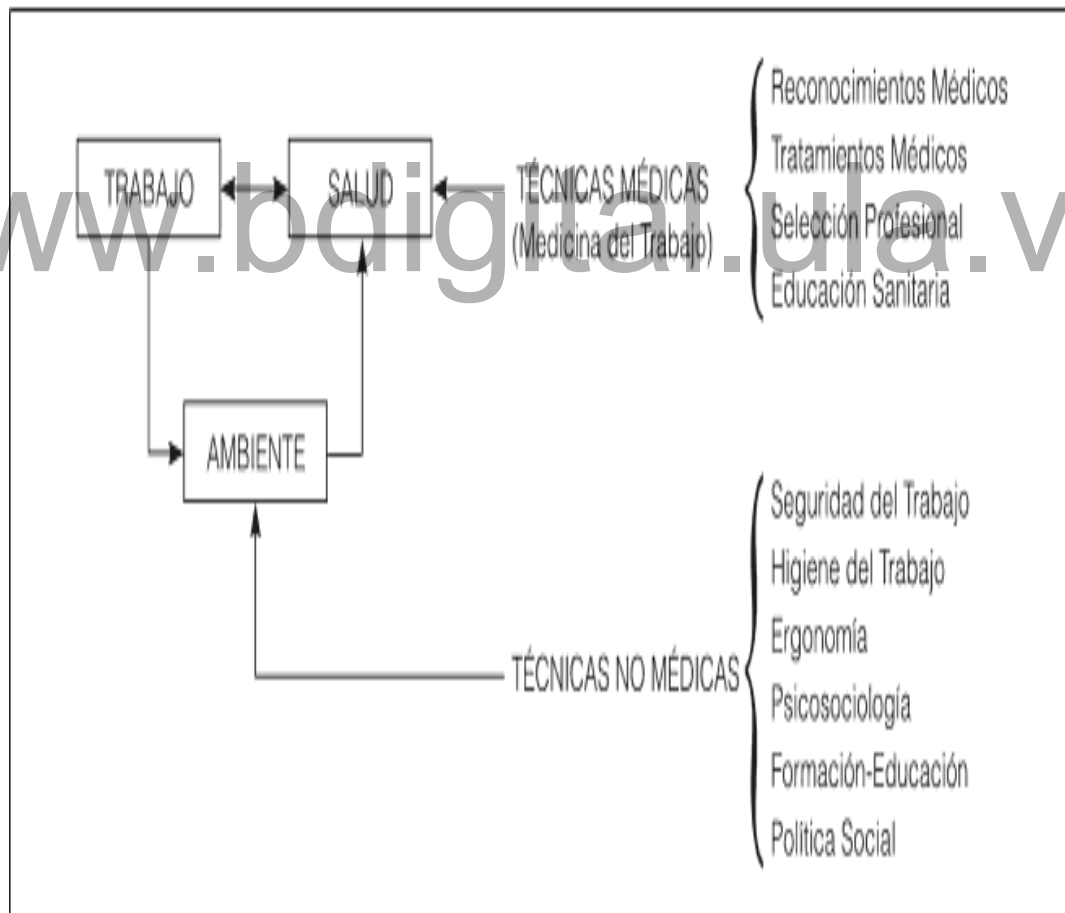 TRABAJO
SALUD
TÉCNICAS MÉDICAS
(Medicina del Trabajo)
Reconocimientos Médicos
Tratamientos Médicos
Selección Profesional
Educación Sanitaria
www.bdigital.ula.v
AMBIENTE
TÉCNICAS NO MÉDICAS
Seguridad del Trabajo
Higiene del Trabajo
Ergonomía
Psicosociología
Formación-Educación
Política Social